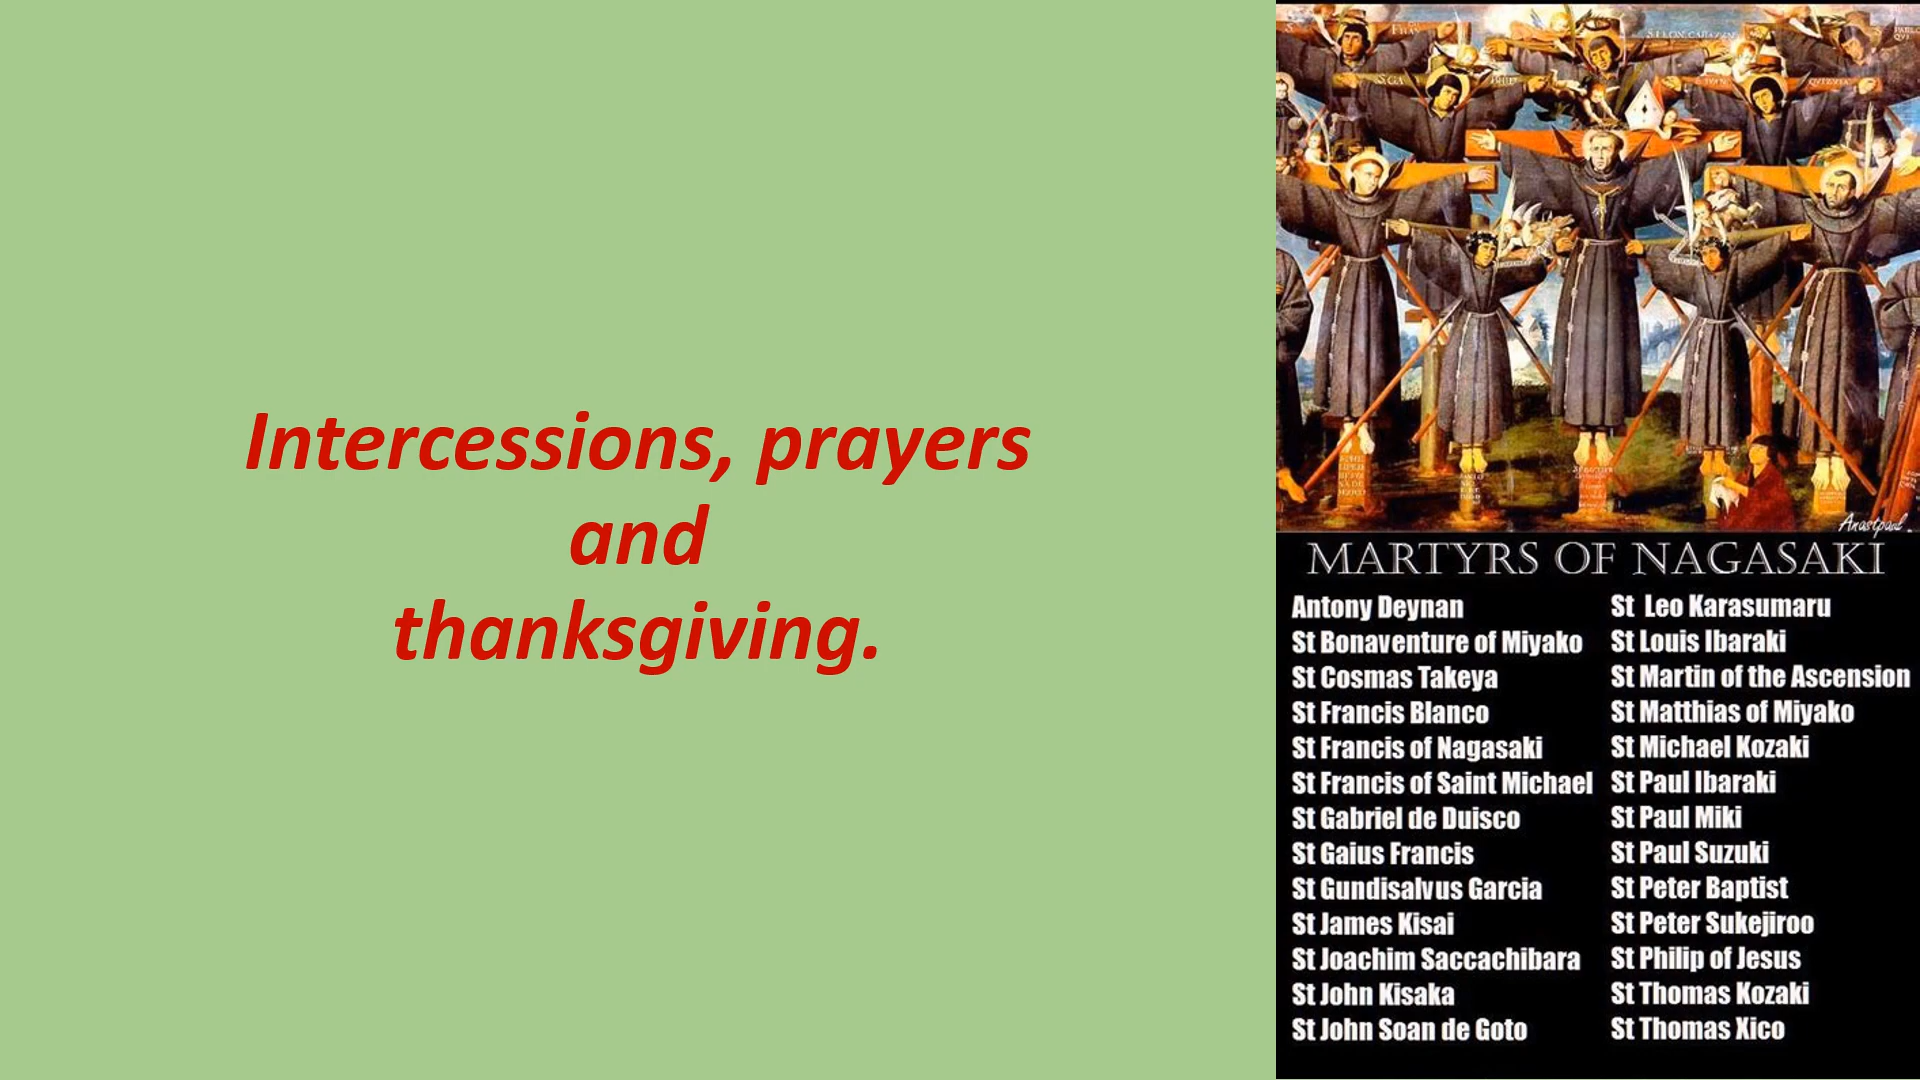 Intercessions, prayers
and
thanksgiving.
Anastpaul.
MARTYRS OF NAGASAKI
Antony Deynan
St Bonaventure of Miyako
St Cosmas Takeya
St Francis Blanco
St Francis of Nagasaki
St Francis of Saint Michael
St Gabriel de Duisco
St Gaius Francis
St Gundisalvus Garcia
St James Kisai
St Joachim Saccachibara
St John Kisaka
St John Soan de Goto
St Leo Karasumaru
St Louis Ibaraki
St Martin of the Ascension
St Matthias of Miyako
St Michael Kozaki
St Paul Ibaraki
St Paul Miki
St Paul Suzuki
St Peter Baptist
St Peter Sukejiroo
St Philip of Jesus
St Thomas Kozaki
St Thomas Xico